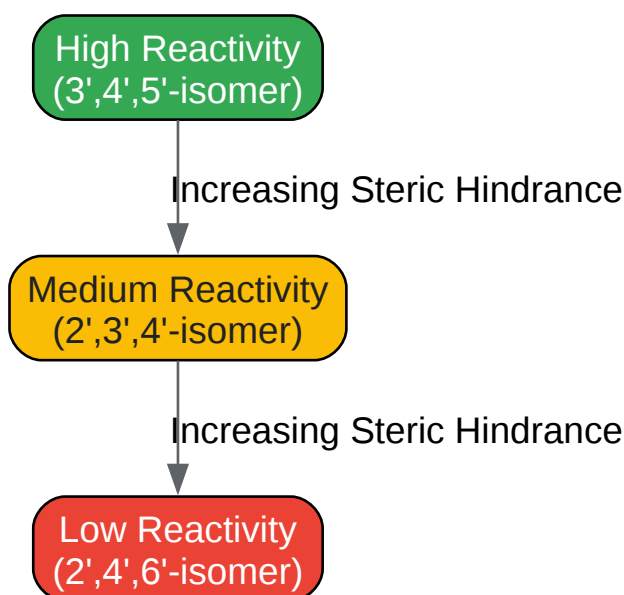 High Reactivity
(3',4',5'-isomer)
Increasing Steric Hindrance
Medium Reactivity
(2',3',4'-isomer)
Increasing Steric Hindrance
Low Reactivity
(2',4',6'-isomer)